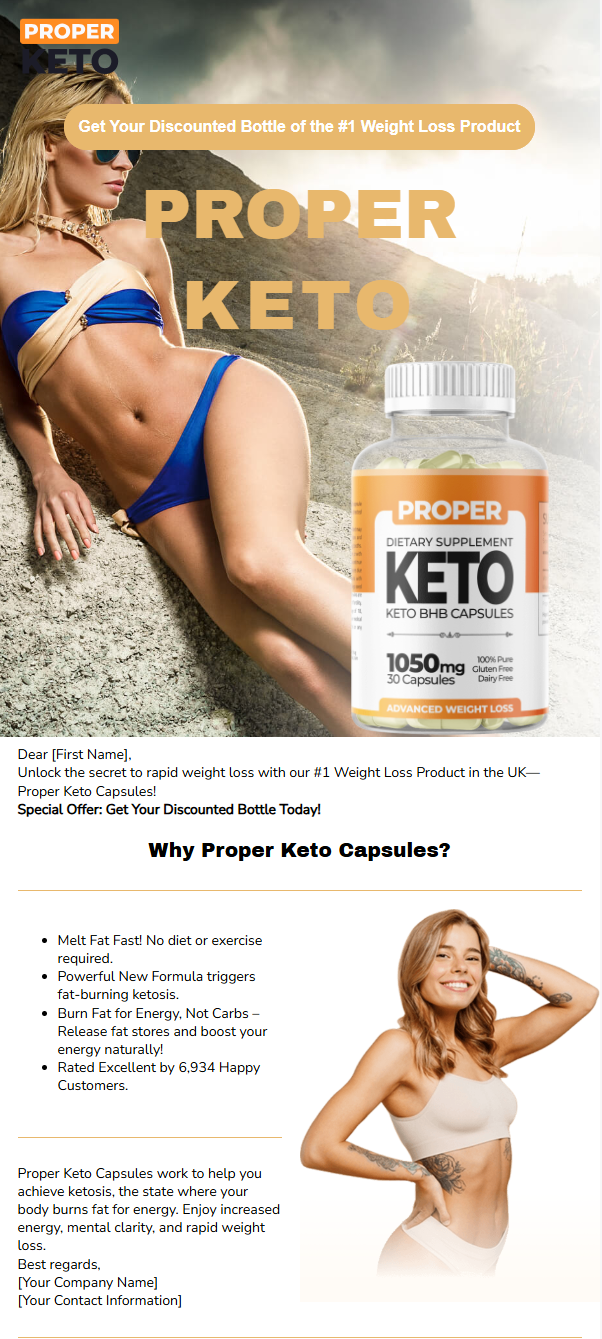 PROPER
KETO
Get Your Discounted Bottle of the #1 Weight Loss Product
PROPER
KETO
PROPER
DIETARY SUPPLEMENT
KETO
KETO BHB CAPSULES
1050mg
30 Capsules
100% Pure
Gluten Free
Dairy Free
ADVANCED WEIGHT LOSS
Dear [First Name],
Unlock the secret to rapid weight loss with our #1 Weight Loss Product in the UK—
Proper Keto Capsules!
Special Offer: Get Your Discounted Bottle Today!
Why Proper Keto Capsules?
• Melt Fat Fast! No diet or exercise
required.
• Powerful New Formula triggers
fat-burning ketosis.
• Burn Fat for Energy, Not Carbs –
Release fat stores and boost your
energy naturally!
• Rated Excellent by 6,934 Happy
Customers.
Proper Keto Capsules work to help you
achieve ketosis, the state where your
body burns fat for energy. Enjoy increased
energy, mental clarity, and rapid weight
loss.
Best regards,
[Your Company Name]
[Your Contact Information]